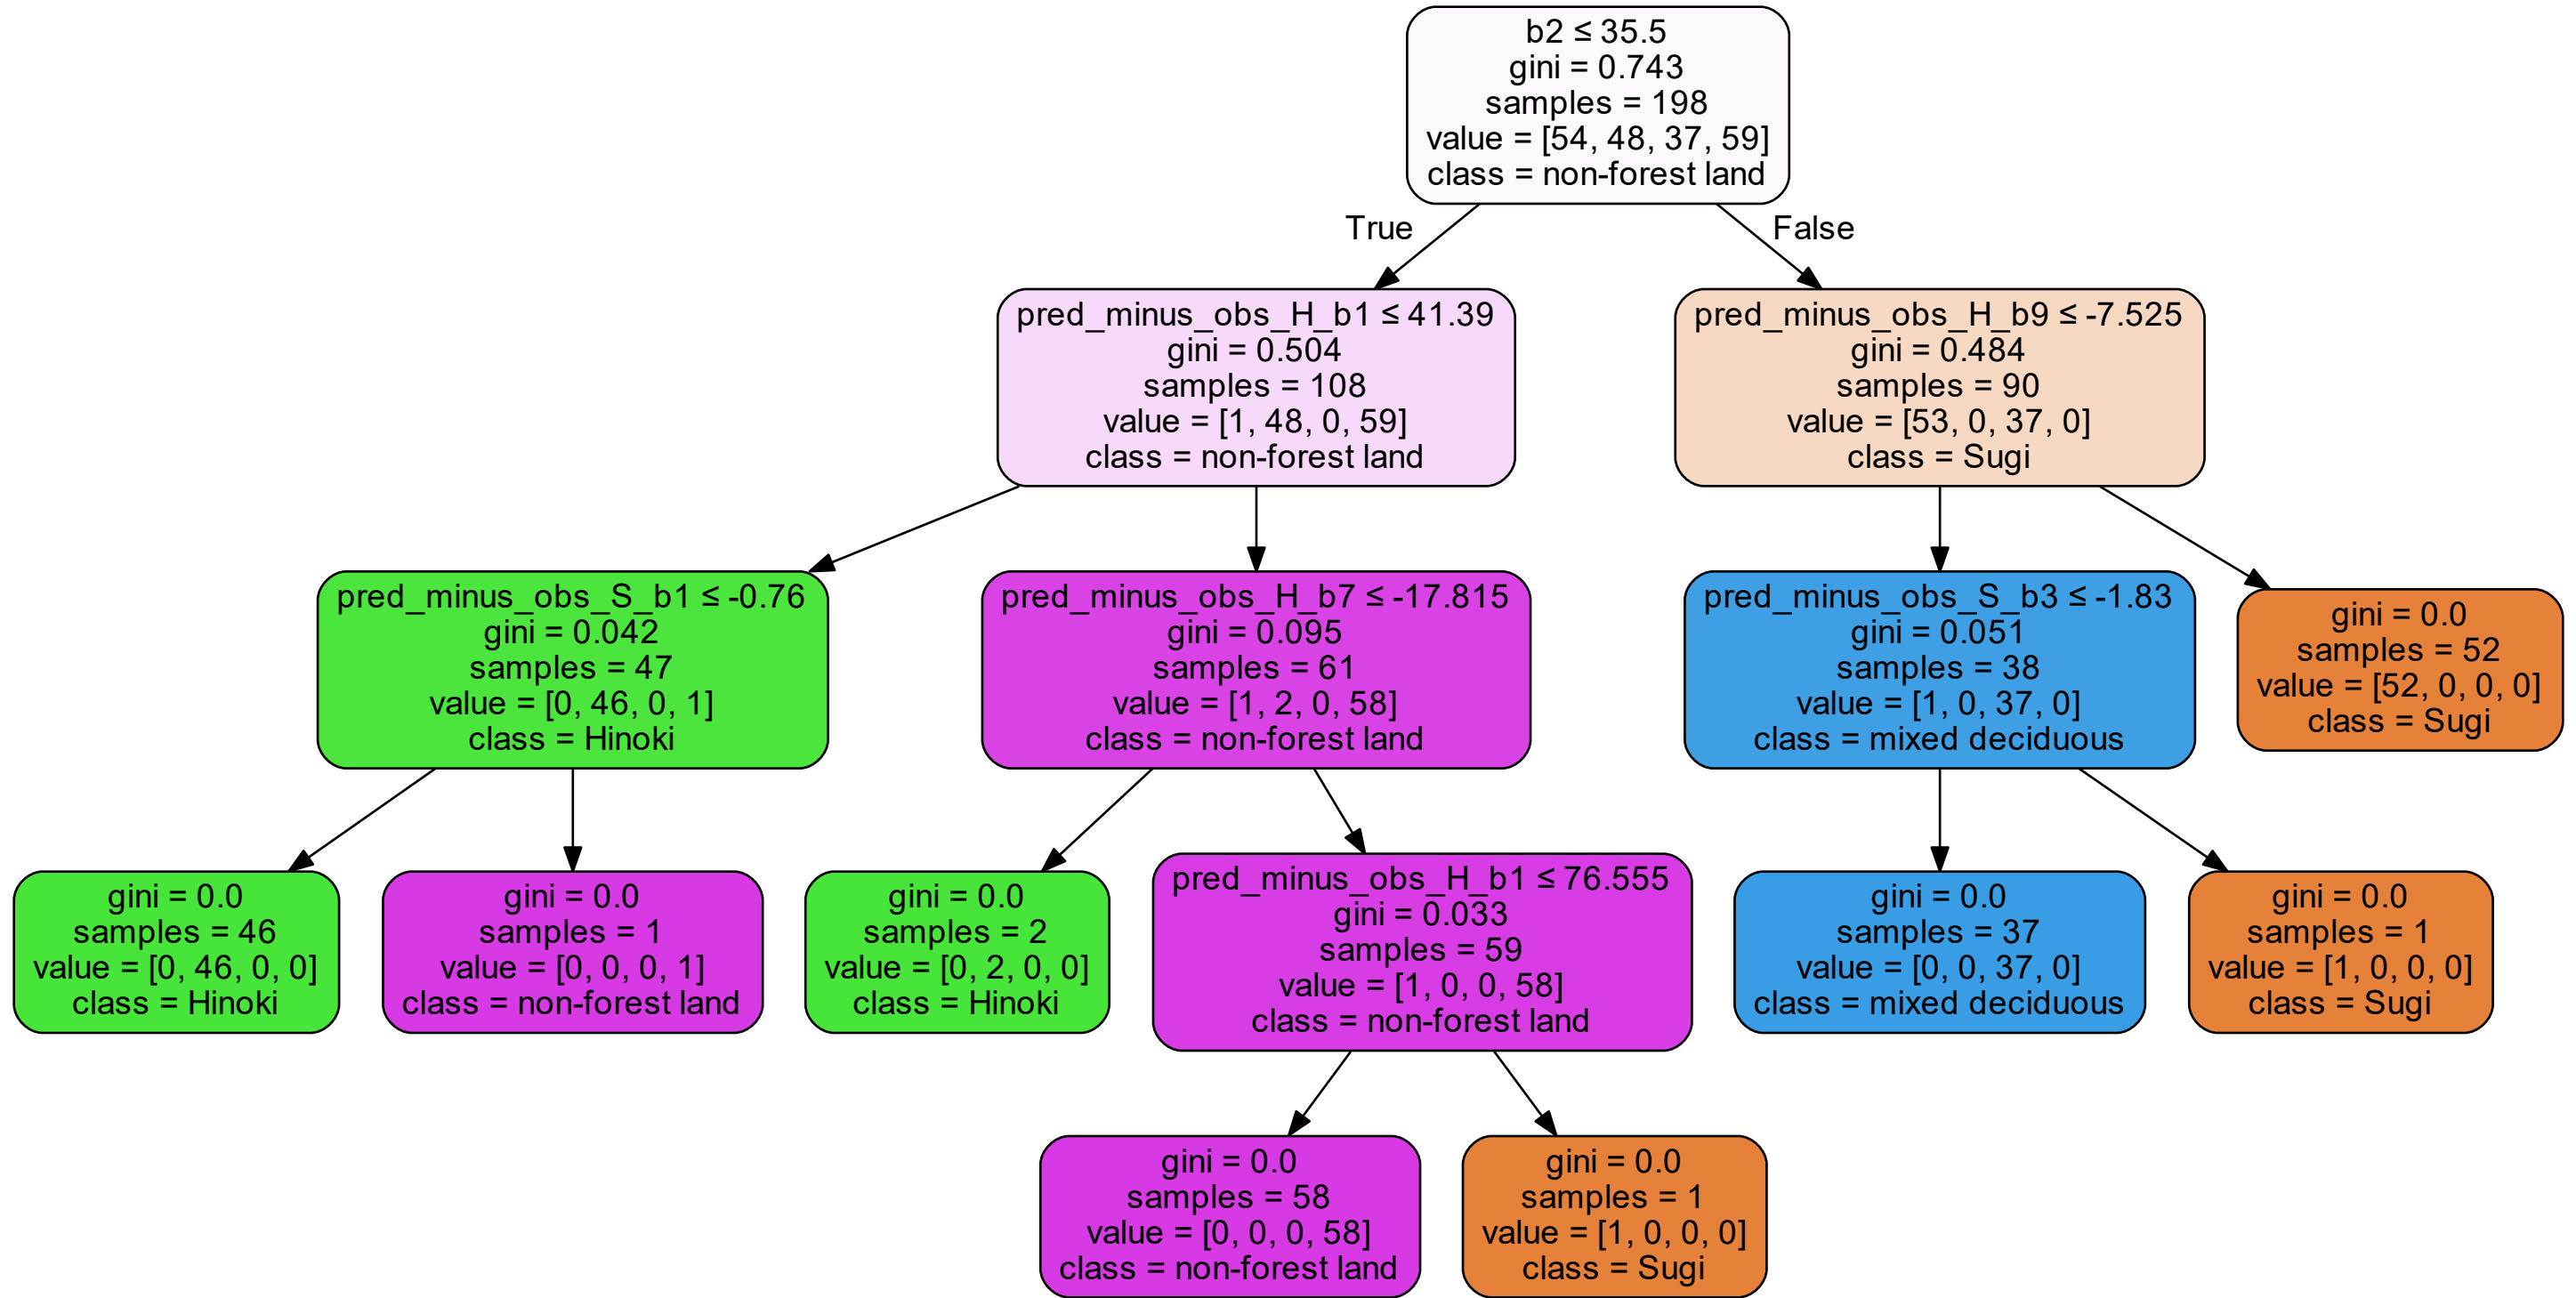 b2 ≤ 35.5
gini = 0.743
samples = 198
value = [54, 48, 37, 59]
class = non-forest land
True
False
pred_minus_obs_H_b1 ≤ 41.39
gini = 0.504
samples = 108
value = [1, 48, 0, 59]
class = non-forest land
pred_minus_obs_H_b9 ≤ -7.525
gini = 0.484
samples = 90
value = [53, 0, 37, 0]
class = Sugi
pred_minus_obs_S_b1 ≤ -0.76
gini = 0.042
samples = 47
value = [0, 46, 0, 1]
class = Hinoki
pred_minus_obs_H_b7 ≤ -17.815
gini = 0.095
samples = 61
value = [1, 2, 0, 58]
class = non-forest land
pred_minus_obs_S_b3 ≤ -1.83
gini = 0.051
samples = 38
value = [1, 0, 37, 0]
class = mixed deciduous
gini = 0.0
samples = 52
value = [52, 0, 0, 0]
class = Sugi
gini = 0.0
samples = 46
value = [0, 46, 0, 0]
class = Hinoki
gini = 0.0
samples = 1
value = [0, 0, 0, 1]
class = non-forest land
gini = 0.0
samples = 2
value = [0, 2, 0, 0]
class = Hinoki
pred_minus_obs_H_b1 ≤ 76.555
gini = 0.033
samples = 59
value = [1, 0, 0, 58]
class = non-forest land
gini = 0.0
samples = 37
value = [0, 0, 37, 0]
class = mixed deciduous
gini = 0.0
samples = 1
value = [1, 0, 0, 0]
class = Sugi
gini = 0.0
samples = 58
value = [0, 0, 0, 58]
class = non-forest land
gini = 0.0
samples = 1
value = [1, 0, 0, 0]
class = Sugi